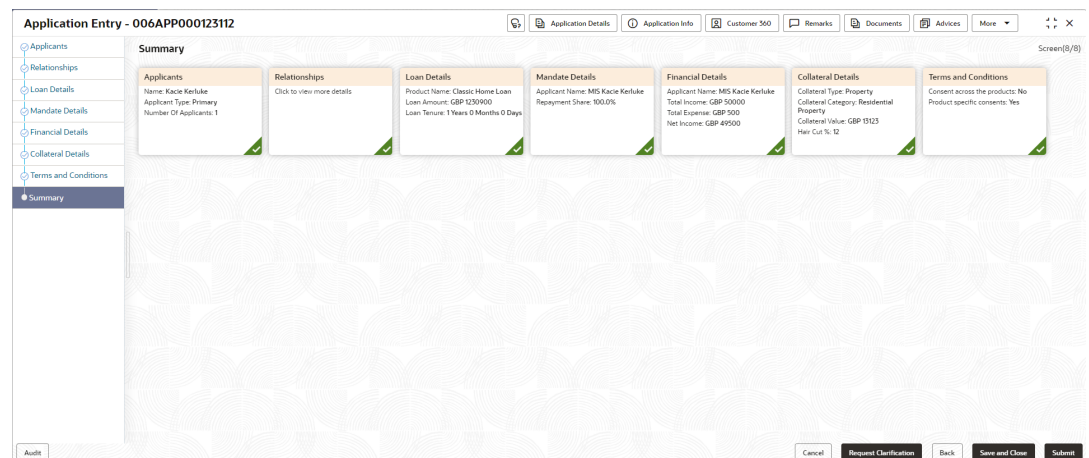 Application Entry - 006APP000123112
Application Details
Application Info
Customer 360
Remarks
Documents
Advices
More
Applicants
Relationships
Loan Details
Mandate Details
Financial Details
Collateral Details
Terms and Conditions
Summary
Summary
Screen(8/8)
Applicants
Name: Kacie Kerluke
Applicant Type: Primary
Number Of Applicants: 1
Relationships
Click to view more details
Loan Details
Product Name: Classic Home Loan
Loan Amount: GBP 1230900
Loan Tenure: 1 Years 0 Months 0 Days
Mandate Details
Applicant Name: MIS Kacie Kerluke
Repayment Share: 100.0%
Financial Details
Applicant Name: MIS Kacie Kerluke
Total Income: GBP 50000
Total Expense: GBP 500
Net Income: GBP 49500
Collateral Details
Collateral Type: Property
Collateral Category: Residential
Property
Collateral Value: GBP 13123
Hair Cut %: 12
Terms and Conditions
Consent across the products: No
Product specific consents: Yes
Audit
Cancel
Request Clarification
Back
Save and Close
Submit